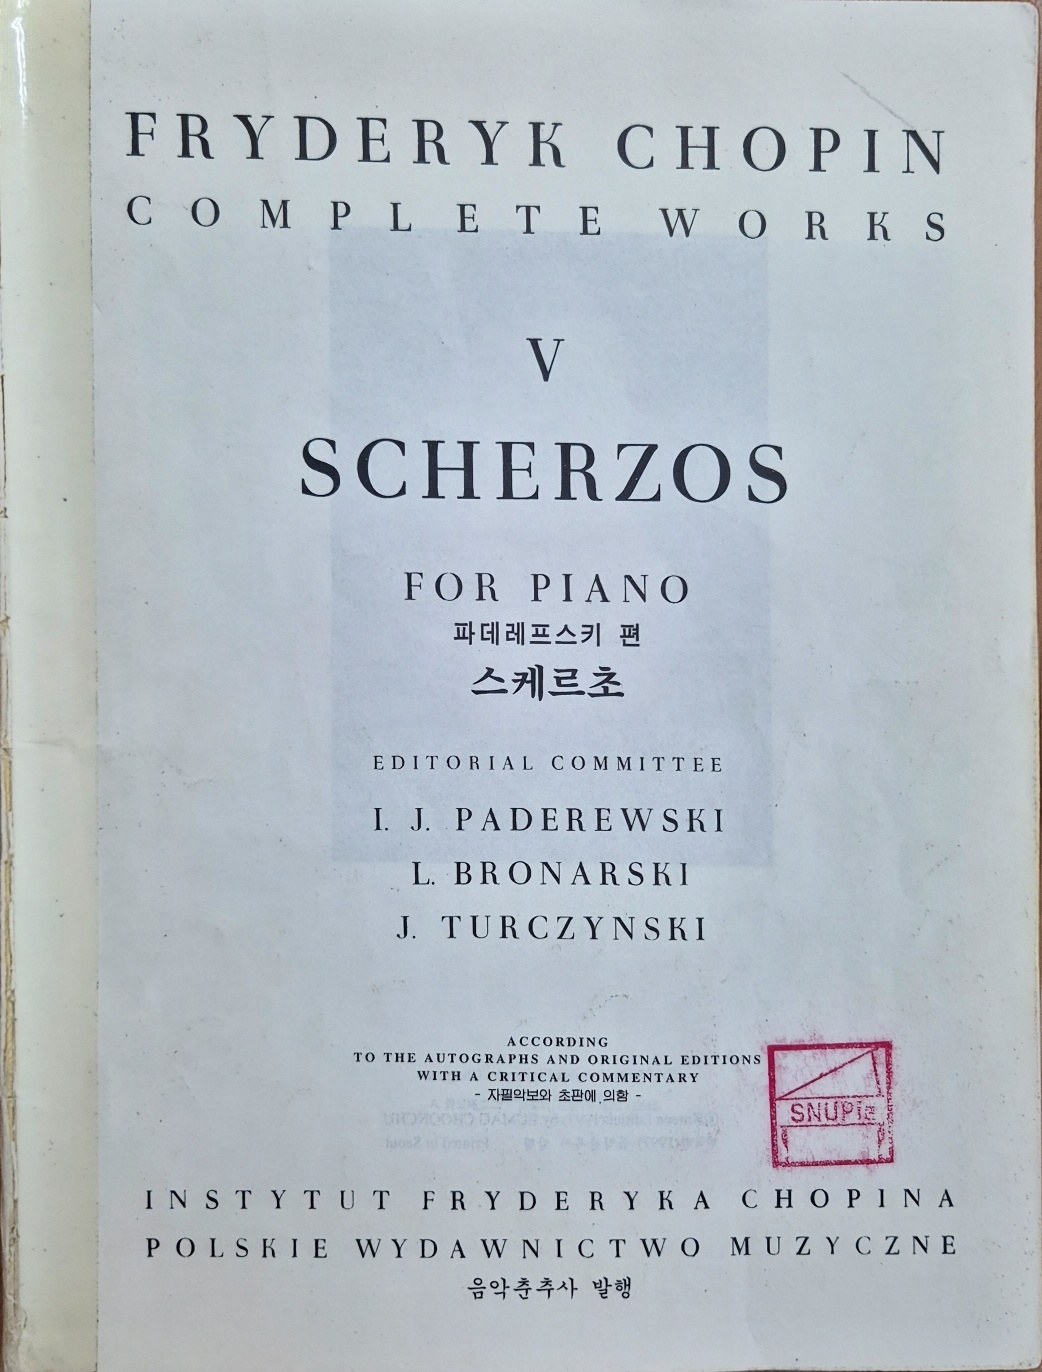 FRYDERYK CHOPIN
COMPLETE WORKS
V
SCHERZOS
FOR PIANO
파데레프스키 편
스케르초
EDITORIAL COMMITTEE
I. J. PADEREWSKI
L. BRONARSKI
J. TURCZYNSKI
ACCORDING
TO THE AUTOGRAPHS AND ORIGINAL EDITIONS
WITH A CRITICAL COMMENTARY
- 자필악보와 초판에 의함 -
SNUPia
INSTYTUT FRYDERYKA CHOPINA
POLSKIE WYDAWNICTWO MUZYCZNE
음악춘추사 발행